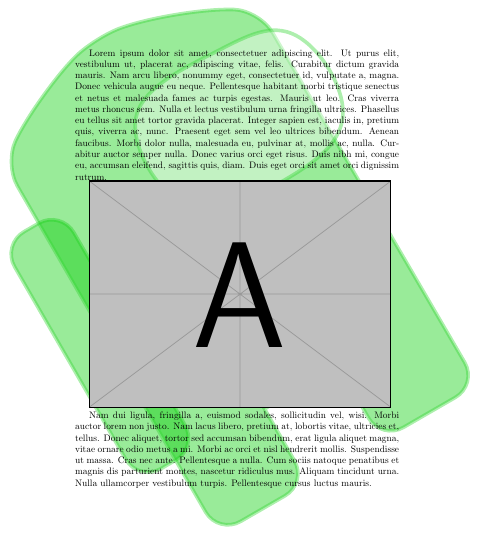 Lorem ipsum dolor sit amet, consectetuer adipiscing elit. Ut purus elit,
vestibulum ut, placerat ac, adipiscing vitae, felis. Curabitur dictum gravida
mauris. Nam arcu libero, nonummy eget, consectetuer id, vulputate a, magna.
Donec vehicula augue eu neque. Pellentesque habitant morbi tristique senectus
et netus et malesuada fames ac turpis egestas. Mauris ut leo. Cras viverra
metus rhoncus sem. Nulla et lectus vestibulum urna fringilla ultrices. Phasellus
eu tellus sit amet tortor gravida placerat. Integer sapien est, iaculis in, pretium
quis, viverra ac, nunc. Praesent eget sem vel leo ultrices bibendum. Aenean
faucibus. Morbi dolor nulla, malesuada eu, pulvinar at, mollis ac, nulla. Cur-
abitur auctor semper nulla. Donec varius orci eget risus. Duis nibh mi, congue
eu, accumsan eleifend, sagittis quis, diam. Duis eget orci sit amet orci dignissim
rutrum.
A
Nam dui ligula, fringilla a, euismod sodales, sollicitudin vel, wisi. Morbi
auctor lorem non justo. Nam lacus libero, pretium at, lobortis vitae, ultricies et,
tellus. Donec aliquet, tortor sed accumsan bibendum, erat ligula aliquet magna,
vitae ornare odio metus a mi. Morbi ac orci et nisl hendrerit mollis. Suspendisse
ut massa. Cras nec ante. Pellentesque a nulla. Cum sociis natoque penatibus et
magnis dis parturient montes, nascetur ridiculus mus. Aliquam tincidunt urna.
Nulla ullamcorper vestibulum turpis. Pellentesque cursus luctus mauris.